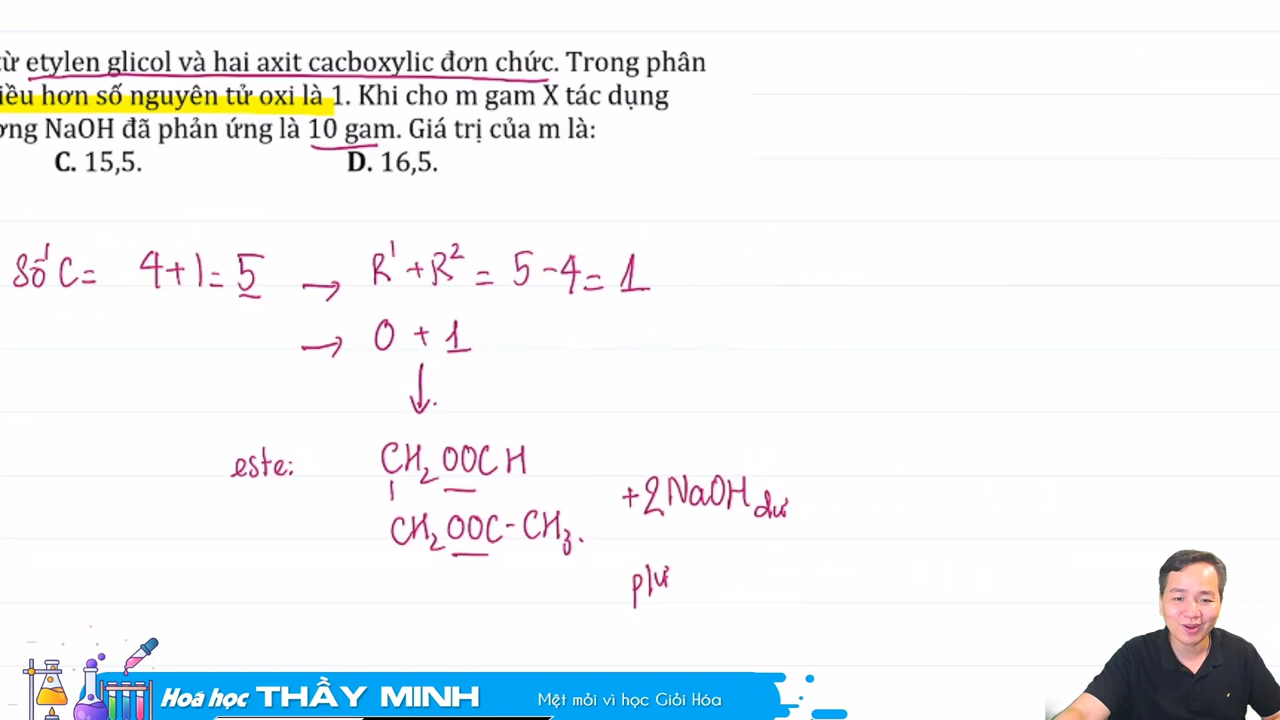 từ etylen glicol và hai axit cacboxylic đơn chức. Trong phân
iều hơn số nguyên tử oxi là 1. Khi cho m gam X tác dụng
ợng NaOH đã phản ứng là 10 gam. Giá trị của m là:
C. 15,5. D. 16,5.
Số C = 4+1 = 5 → R¹ + R² = 5 - 4 = 1
→ 0 + 1
↓
este: CH₂OOCH
+2NaOH dư
CH₂OOC-CH₃.
pư
Hoá học THẦY MINH Mệt mỏi vì học Giỏi Hóa